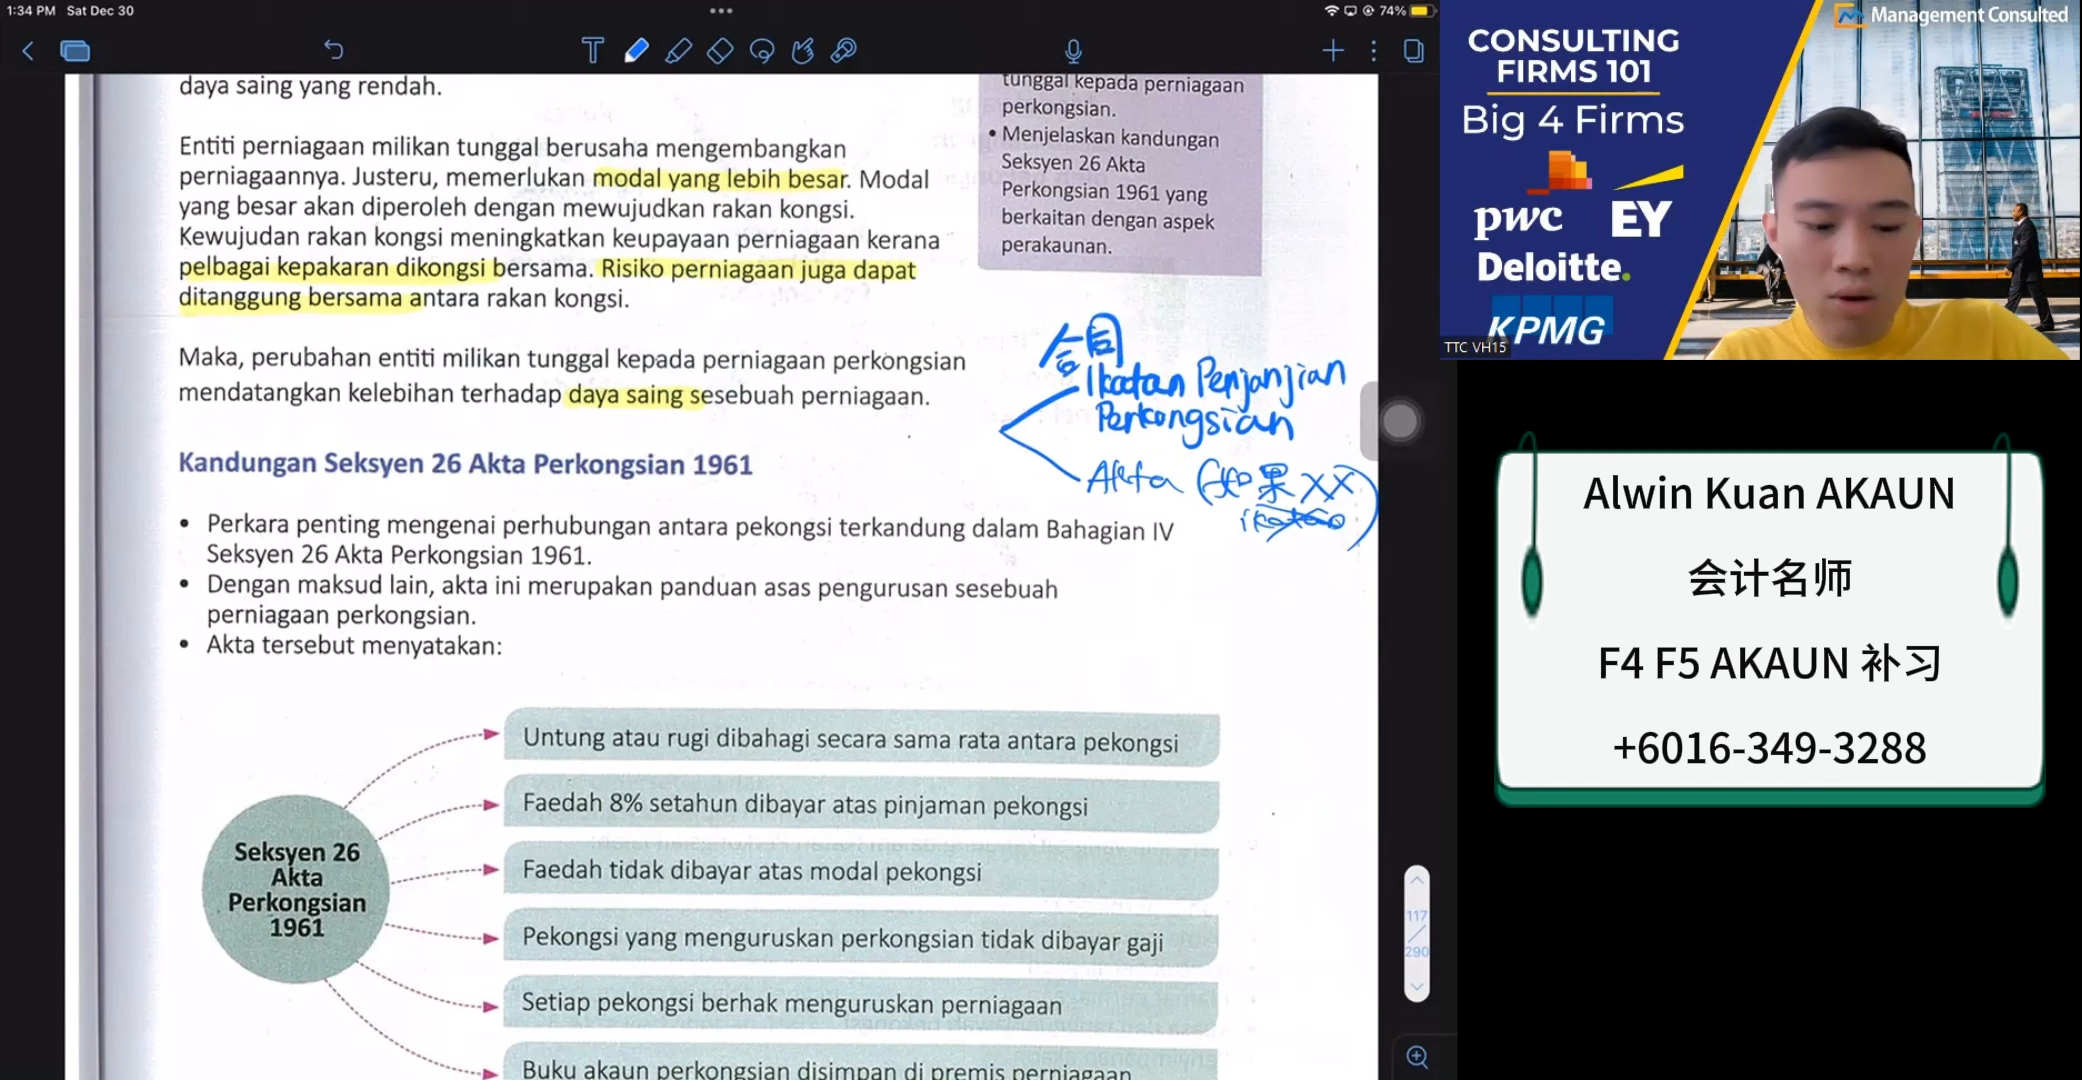 1:34 PM Sat Dec 30
74%
daya saing yang rendah.
Entiti perniagaan milikan tunggal berusaha mengembangkan
perniagaannya. Justeru, memerlukan modal yang lebih besar. Modal
yang besar akan diperoleh dengan mewujudkan rakan kongsi.
Kewujudan rakan kongsi meningkatkan keupayaan perniagaan kerana
pelbagai kepakaran dikongsi bersama. Risiko perniagaan juga dapat
ditanggung bersama antara rakan kongsi.
Maka, perubahan entiti milikan tunggal kepada perniagaan perkongsian
mendatangkan kelebihan terhadap daya saing sesebuah perniagaan.
tunggal kepada perniagaan
perkongsian.
• Menjelaskan kandungan
Seksyen 26 Akta
Perkongsian 1961 yang
berkaitan dengan aspek
perakaunan.
合同
Ikatan Perjanjian
Perkongsian
Akta (如果 XX
ikatan)
Kandungan Seksyen 26 Akta Perkongsian 1961
• Perkara penting mengenai perhubungan antara pekongsi terkandung dalam Bahagian IV
Seksyen 26 Akta Perkongsian 1961.
• Dengan maksud lain, akta ini merupakan panduan asas pengurusan sesebuah
perniagaan perkongsian.
• Akta tersebut menyatakan:
Seksyen 26
Akta
Perkongsian
1961
Untung atau rugi dibahagi secara sama rata antara pekongsi
Faedah 8% setahun dibayar atas pinjaman pekongsi
Faedah tidak dibayar atas modal pekongsi
Pekongsi yang menguruskan perkongsian tidak dibayar gaji
Setiap pekongsi berhak menguruskan perniagaan
Buku akaun perkongsian disimpan di premis perniagaan
117
290
Management Consulted
CONSULTING
FIRMS 101
Big 4 Firms
pwc
EY
Deloitte.
KPMG
TTC VH15
Alwin Kuan AKAUN
会计名师
F4 F5 AKAUN 补习
+6016-349-3288